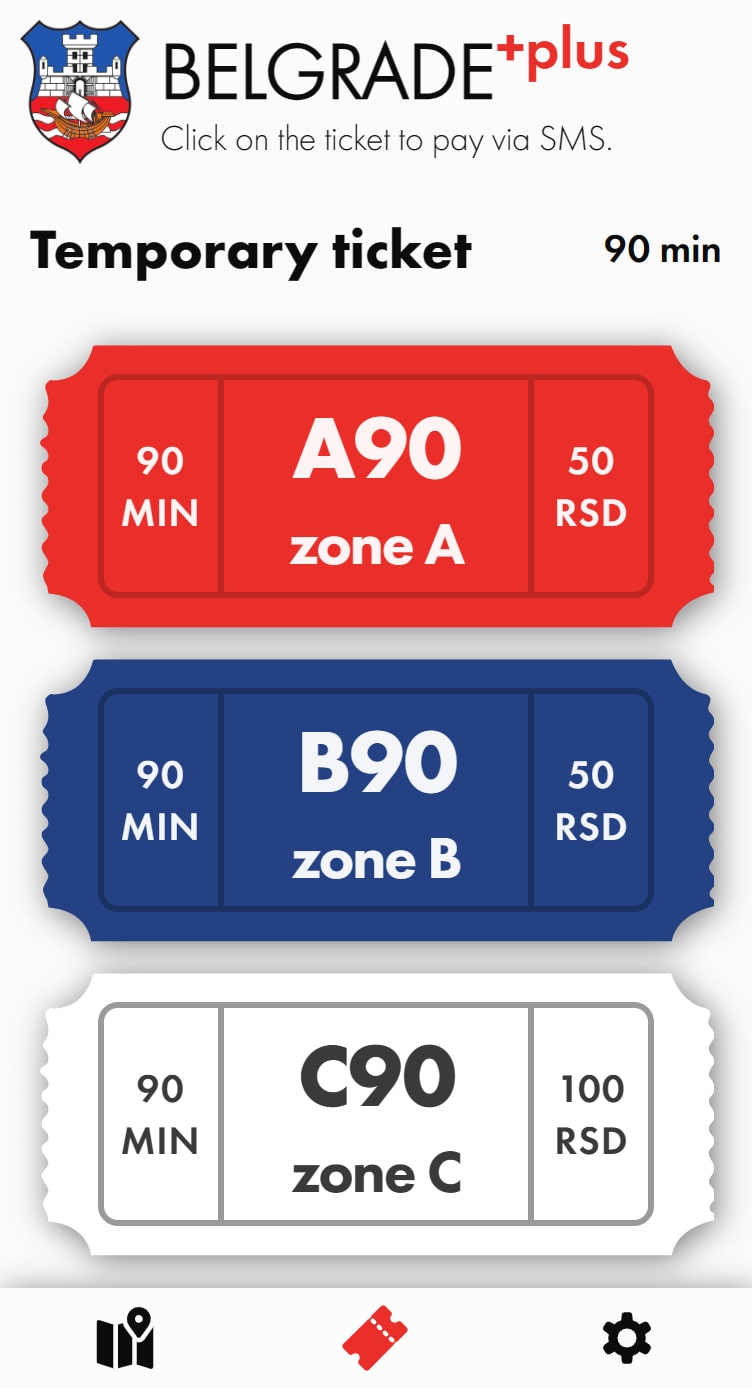 BELGRADE+plus
Click on the ticket to pay via SMS.
Temporary ticket 90 min
90 MIN
A90
zone A
50 RSD
90 MIN
B90
zone B
50 RSD
90 MIN
C90
zone C
100 RSD